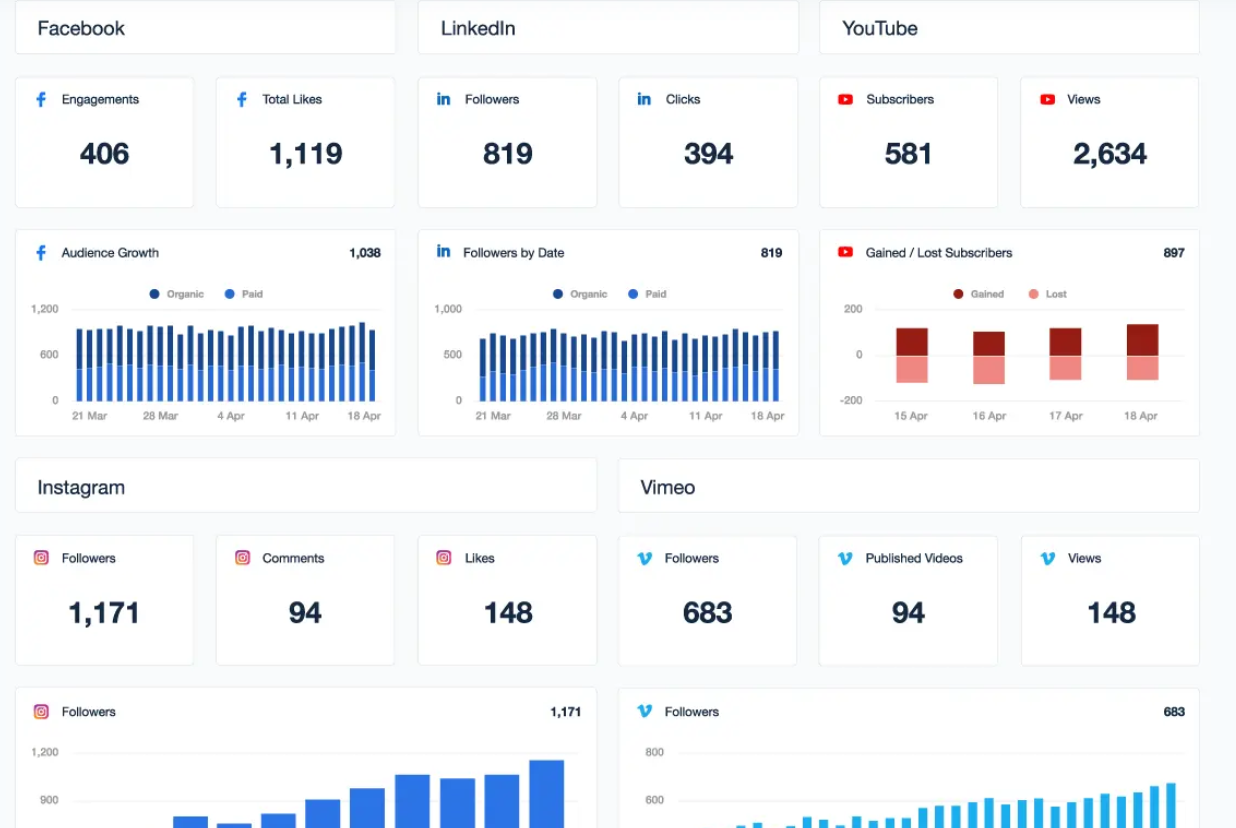 Facebook
LinkedIn
YouTube
Engagements
406
Total Likes
1,119
Followers
819
Clicks
394
Subscribers
581
Views
2,634
Audience Growth 1,038
Organic Paid
1,200
600
0
21 Mar 28 Mar 4 Apr 11 Apr 18 Apr
Followers by Date 819
Organic Paid
1,000
500
0
21 Mar 28 Mar 4 Apr 11 Apr 18 Apr
Gained / Lost Subscribers 897
Gained Lost
200
0
-200
15 Apr 16 Apr 17 Apr 18 Apr
Instagram
Vimeo
Followers
1,171
Comments
94
Likes
148
Followers
683
Published Videos
94
Views
148
Followers 1,171
1,200
900
Followers 683
800
600